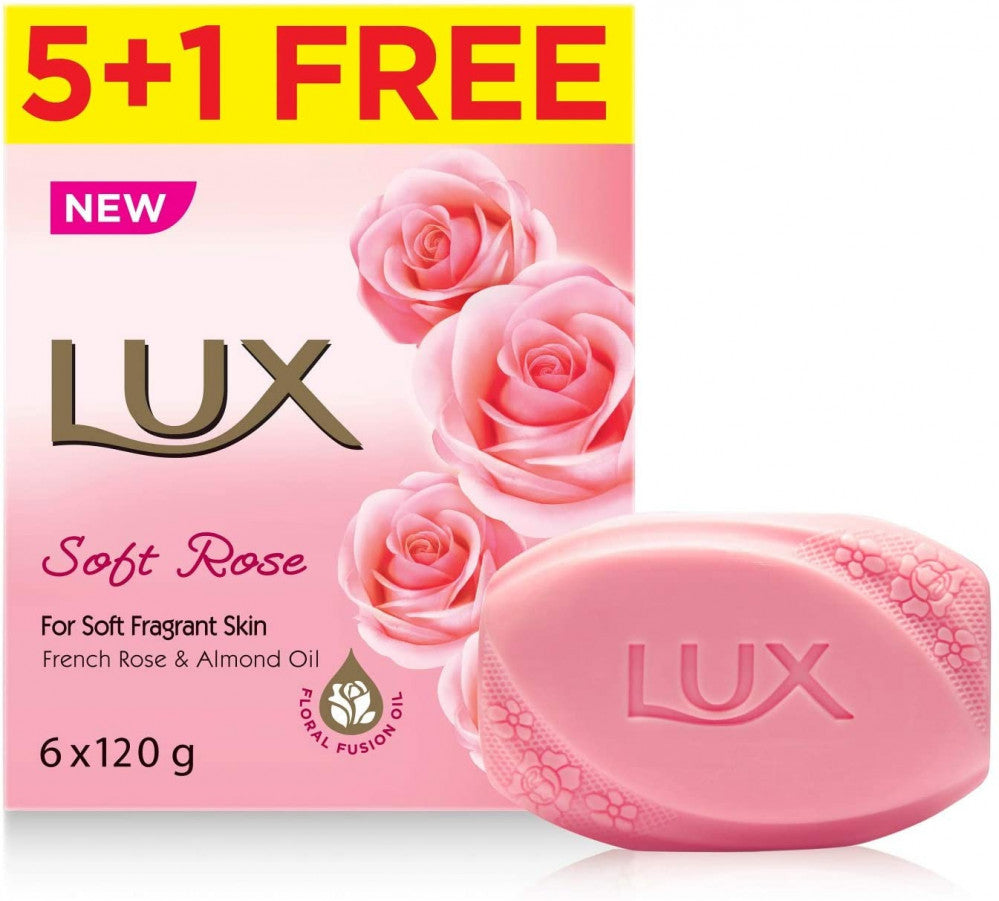 5+1 FREE
NEW
LUX
Soft Rose
For Soft Fragrant Skin
French Rose & Almond Oil
FLORAL FUSION OIL
6 x 120 g
LUX